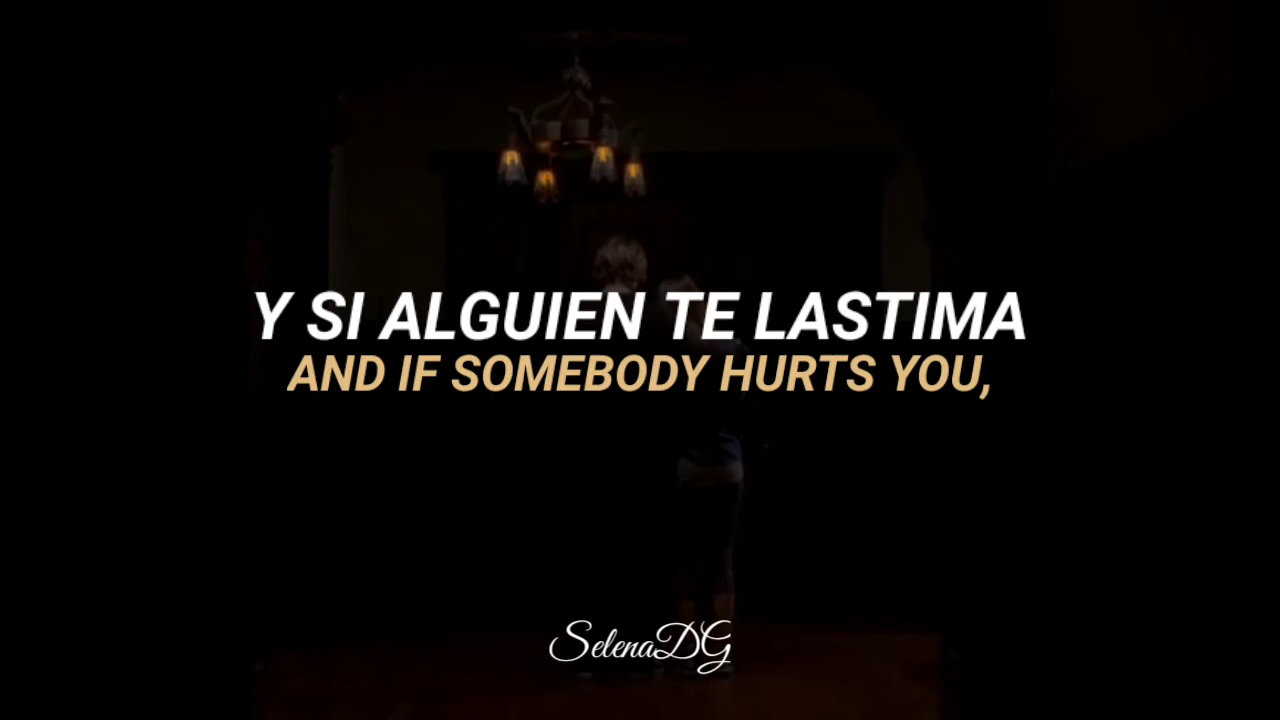 Y SI ALGUIEN TE LASTIMA
AND IF SOMEBODY HURTS YOU,
SelenaDG